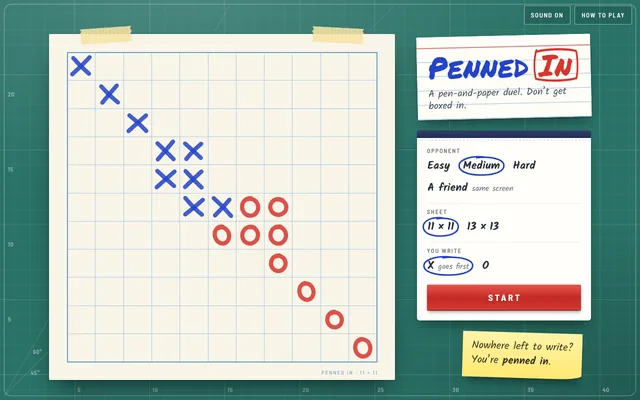 SOUND ON
HOW TO PLAY
PENNED In
A pen-and-paper duel. Don't get
boxed in.
OPPONENT
Easy Medium Hard
A friend same screen
SHEET
11 × 11 13 × 13
YOU WRITE
X goes first O
START
Nowhere left to write?
You're penned in.
X
X
X
X X
X X
X X O O
O O O
O
O
O
O
PENNED IN · 11 × 11
20
15
10
5
60°
45°
5 10 15 20 25 30 35 40